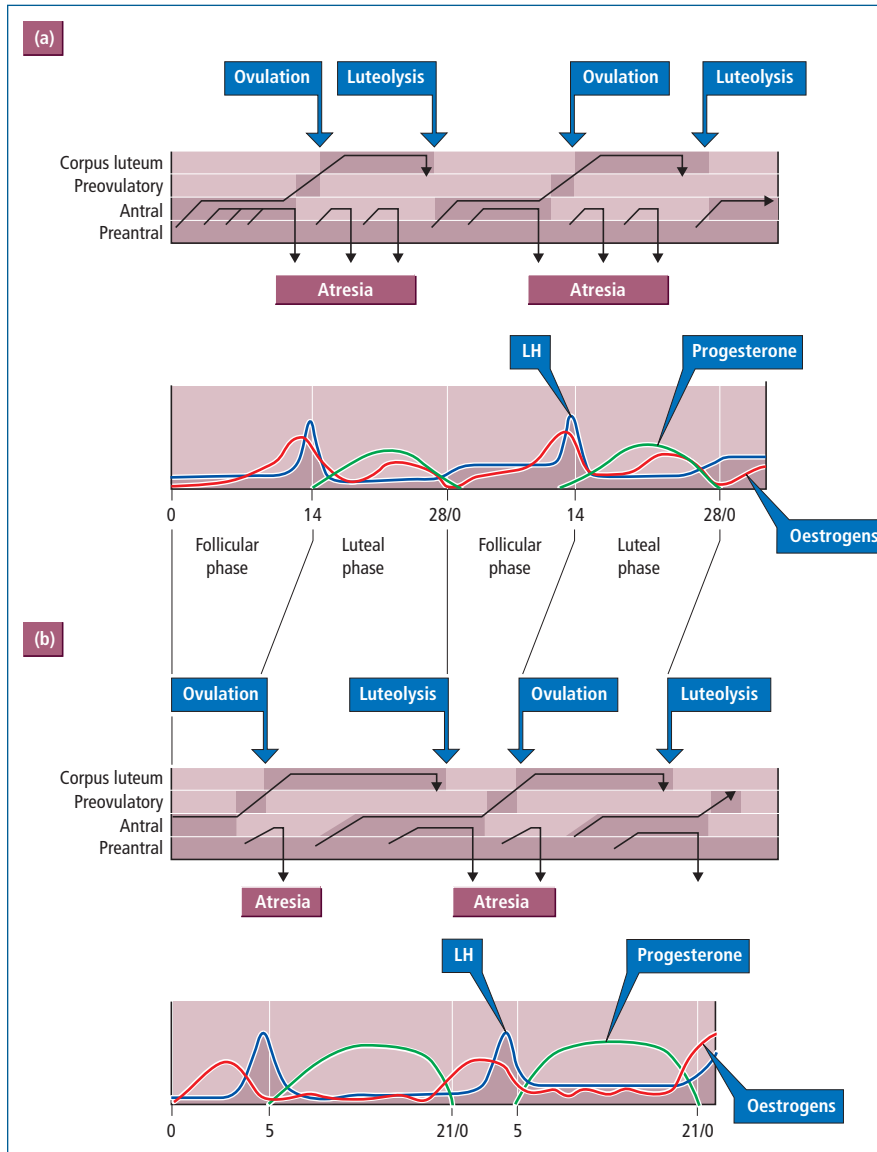 (a)
Ovulation Luteolysis Ovulation Luteolysis
Corpus luteum
Preovulatory
Antral
Preantral
Atresia Atresia
LH Progesterone
Oestrogens
0 14 28/0 14 28/0
Follicular Luteal Follicular Luteal
phase phase phase phase
(b)
Ovulation Luteolysis Ovulation Luteolysis
Corpus luteum
Preovulatory
Antral
Preantral
Atresia Atresia
LH Progesterone
Oestrogens
0 5 21/0 5 21/0